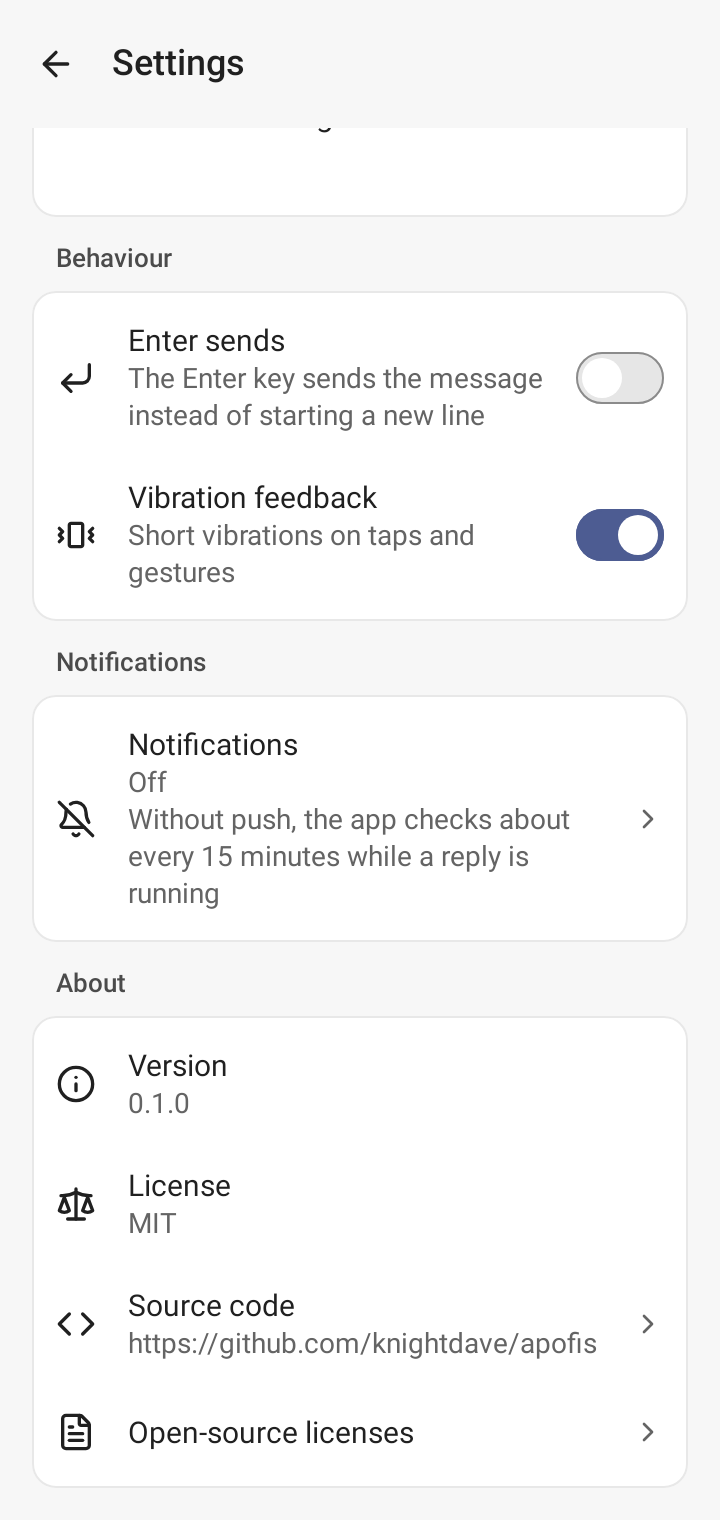 Settings
Behaviour
Enter sends
The Enter key sends the message
instead of starting a new line
Vibration feedback
Short vibrations on taps and
gestures
Notifications
Notifications
Off
Without push, the app checks about
every 15 minutes while a reply is
running
About
Version
0.1.0
License
MIT
Source code
https://github.com/knightdave/apofis
Open-source licenses